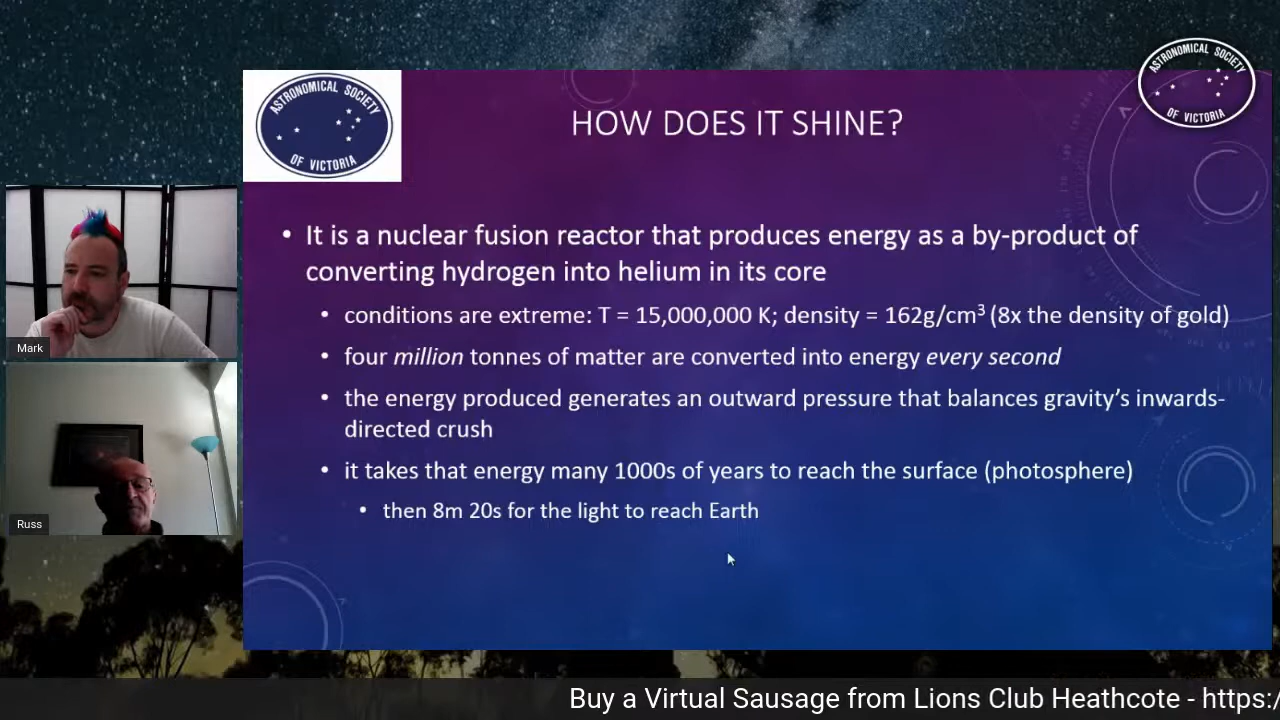 ASTRONOMICAL SOCIETY
OF VICTORIA
ASTRONOMICAL SOCIETY
OF VICTORIA
HOW DOES IT SHINE?
• It is a nuclear fusion reactor that produces energy as a by-product of
converting hydrogen into helium in its core
• conditions are extreme: T = 15,000,000 K; density = 162g/cm³ (8x the density of gold)
• four million tonnes of matter are converted into energy every second
• the energy produced generates an outward pressure that balances gravity's inwards-
directed crush
• it takes that energy many 1000s of years to reach the surface (photosphere)
• then 8m 20s for the light to reach Earth
Mark
Russ
Buy a Virtual Sausage from Lions Club Heathcote - https:/